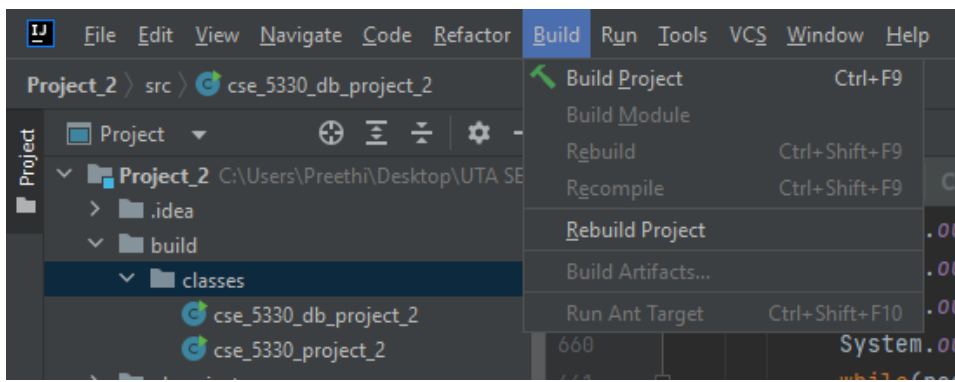 IJ File Edit View Navigate Code Refactor Build Run Tools VCS Window Help
Project_2 src cse_5330_db_project_2
Build Project Ctrl+F9
Build Module
Rebuild Ctrl+Shift+F9
Recompile Ctrl+Shift+F9
Rebuild Project
Build Artifacts...
Run Ant Target Ctrl+Shift+F10
Project
Project
Project_2 C:\Users\Preethi\Desktop\UTA SE
.idea
build
classes
C cse_5330_db_project_2
C cse_5330_project_2
660 System.ou